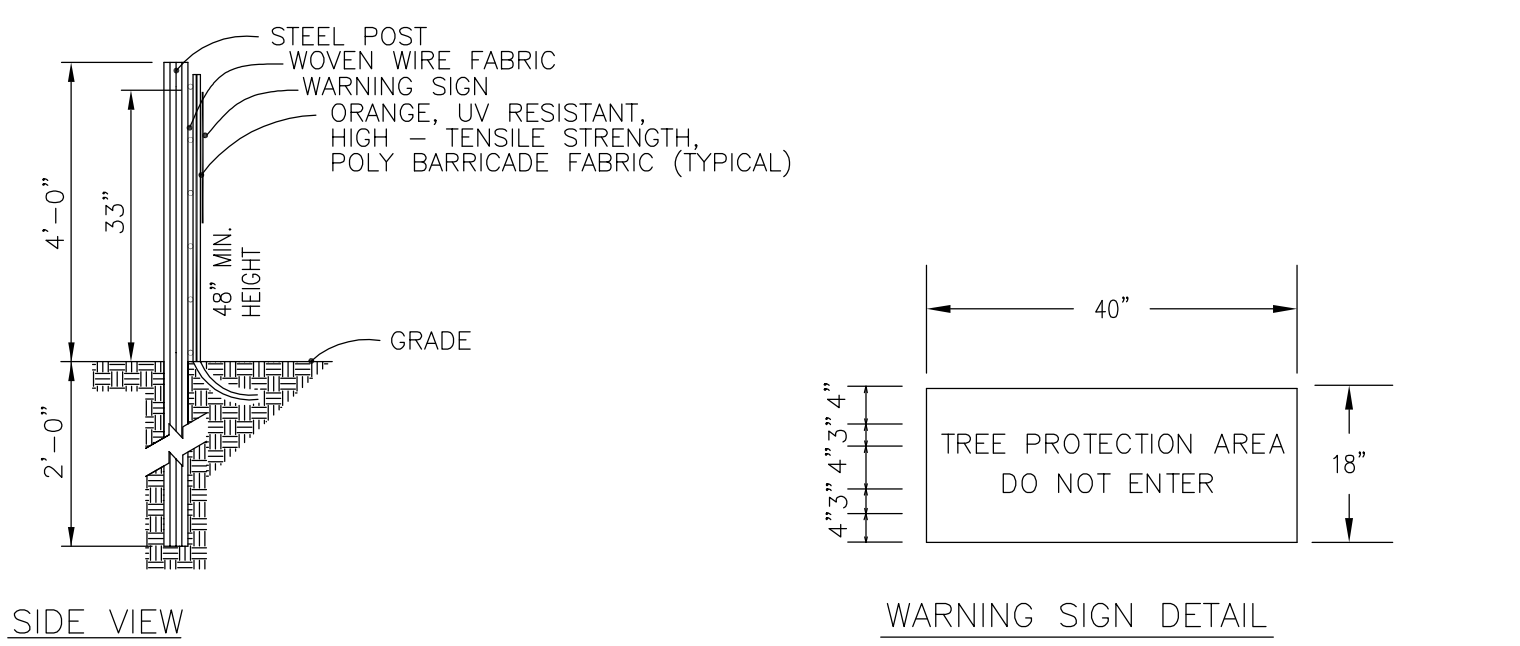 STEEL POST
WOVEN WIRE FABRIC
WARNING SIGN
ORANGE, UV RESISTANT,
HIGH – TENSILE STRENGTH,
POLY BARRICADE FABRIC (TYPICAL)
4'-0"
33"
48" MIN.
HEIGHT
GRADE
2'-0"
SIDE VIEW
40"
4"
3"
4"
3"
4"
TREE PROTECTION AREA
DO NOT ENTER
18"
WARNING SIGN DETAIL